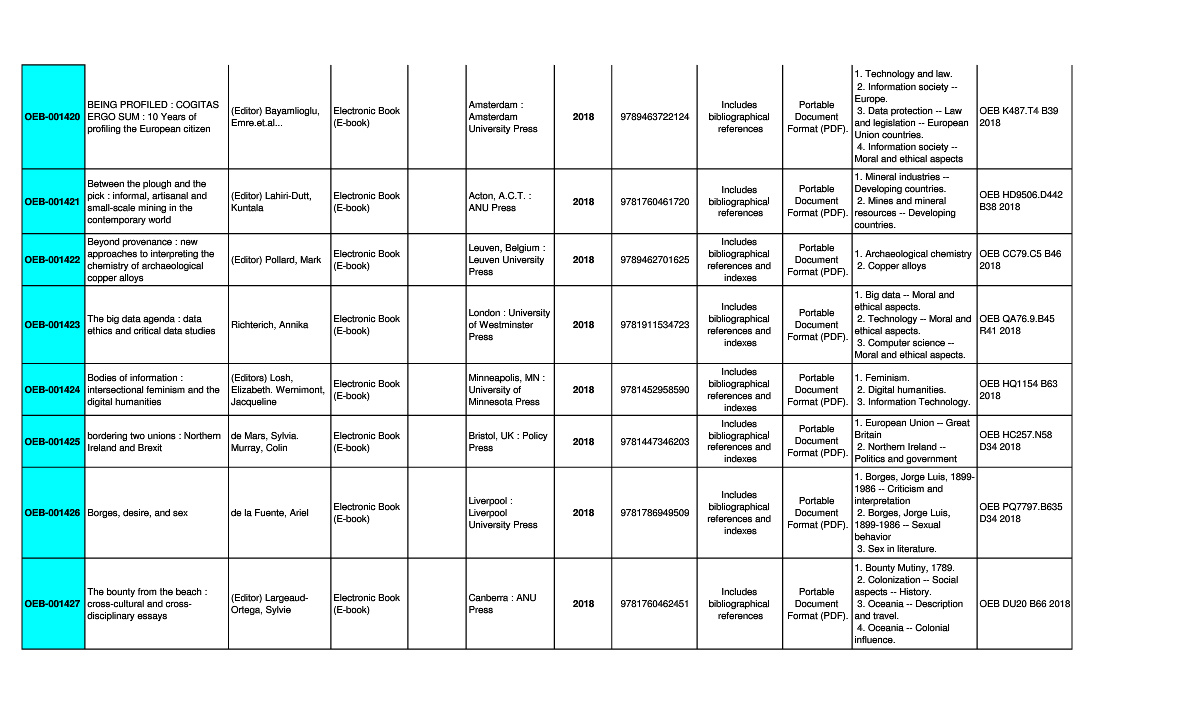 OEB-001420
BEING PROFILED : COGITAS
ERGO SUM : 10 Years of
profiling the European citizen
(Editor) Bayamlioglu,
Emre.et.al...
Electronic Book
(E-book)
Amsterdam :
Amsterdam
University Press
2018
9789463722124
Includes
bibliographical
references
Portable
Document
Format (PDF).
1. Technology and law.
2. Information society --
Europe.
3. Data protection -- Law
and legislation -- European
Union countries.
4. Information society --
Moral and ethical aspects
OEB K487.T4 B39
2018
OEB-001421
Between the plough and the
pick : informal, artisanal and
small-scale mining in the
contemporary world
(Editor) Lahiri-Dutt,
Kuntala
Electronic Book
(E-book)
Acton, A.C.T. :
ANU Press
2018
9781760461720
Includes
bibliographical
references
Portable
Document
Format (PDF).
1. Mineral industries --
Developing countries.
2. Mines and mineral
resources -- Developing
countries.
OEB HD9506.D442
B38 2018
OEB-001422
Beyond provenance : new
approaches to interpreting the
chemistry of archaeological
copper alloys
(Editor) Pollard, Mark
Electronic Book
(E-book)
Leuven, Belgium :
Leuven University
Press
2018
9789462701625
Includes
bibliographical
references and
indexes
Portable
Document
Format (PDF).
1. Archaeological chemistry
2. Copper alloys
OEB CC79.C5 B46
2018
OEB-001423
The big data agenda : data
ethics and critical data studies
Richterich, Annika
Electronic Book
(E-book)
London : University
of Westminster
Press
2018
9781911534723
Includes
bibliographical
references and
indexes
Portable
Document
Format (PDF).
1. Big data -- Moral and
ethical aspects.
2. Technology -- Moral and
ethical aspects.
3. Computer science --
Moral and ethical aspects.
OEB QA76.9.B45
R41 2018
OEB-001424
Bodies of information :
intersectional feminism and the
digital humanities
(Editors) Losh,
Elizabeth. Wernimont,
Jacqueline
Electronic Book
(E-book)
Minneapolis, MN :
University of
Minnesota Press
2018
9781452958590
Includes
bibliographical
references and
indexes
Portable
Document
Format (PDF).
1. Feminism.
2. Digital humanities.
3. Information Technology.
OEB HQ1154 B63
2018
OEB-001425
bordering two unions : Northern
Ireland and Brexit
de Mars, Sylvia.
Murray, Colin
Electronic Book
(E-book)
Bristol, UK : Policy
Press
2018
9781447346203
Includes
bibliographical
references and
indexes
Portable
Document
Format (PDF).
1. European Union -- Great
Britain
2. Northern Ireland --
Politics and government
OEB HC257.N58
D34 2018
OEB-001426
Borges, desire, and sex
de la Fuente, Ariel
Electronic Book
(E-book)
Liverpool :
Liverpool
University Press
2018
9781786949509
Includes
bibliographical
references and
indexes
Portable
Document
Format (PDF).
1. Borges, Jorge Luis, 1899-
1986 -- Criticism and
interpretation
2. Borges, Jorge Luis,
1899-1986 -- Sexual
behavior
3. Sex in literature.
OEB PQ7797.B635
D34 2018
OEB-001427
The bounty from the beach :
cross-cultural and cross-
disciplinary essays
(Editor) Largeaud-
Ortega, Sylvie
Electronic Book
(E-book)
Canberra : ANU
Press
2018
9781760462451
Includes
bibliographical
references
Portable
Document
Format (PDF).
1. Bounty Mutiny, 1789.
2. Colonization -- Social
aspects -- History.
3. Oceania -- Description
and travel.
4. Oceania -- Colonial
influence.
OEB DU20 B66 2018